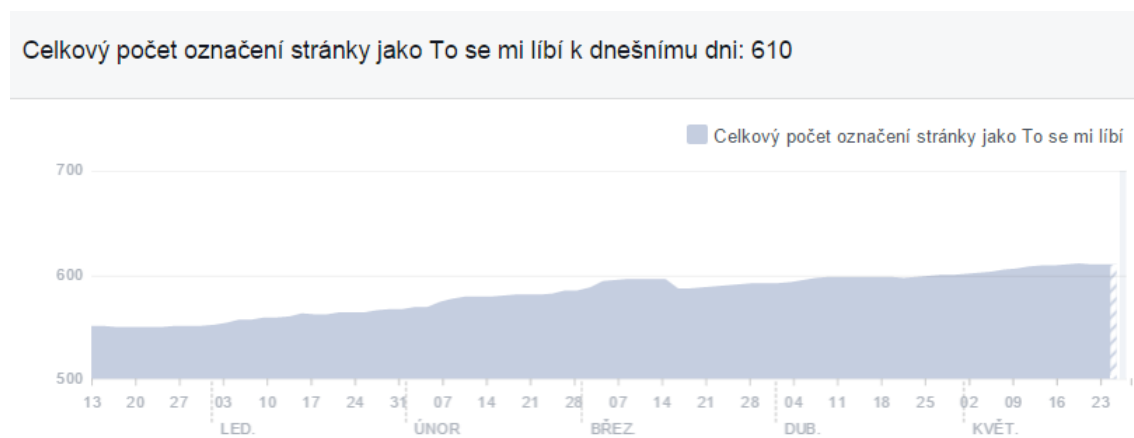 Celkový počet označení stránky jako To se mi líbí k dnešnímu dni: 610
Celkový počet označení stránky jako To se mi líbí
700
600
500
13 20 27 03 10 17 24 31 07 14 21 28 07 14 21 28 04 11 18 25 02 09 16 23
LED. ÚNOR BŘEZ. DUB. KVĚT.